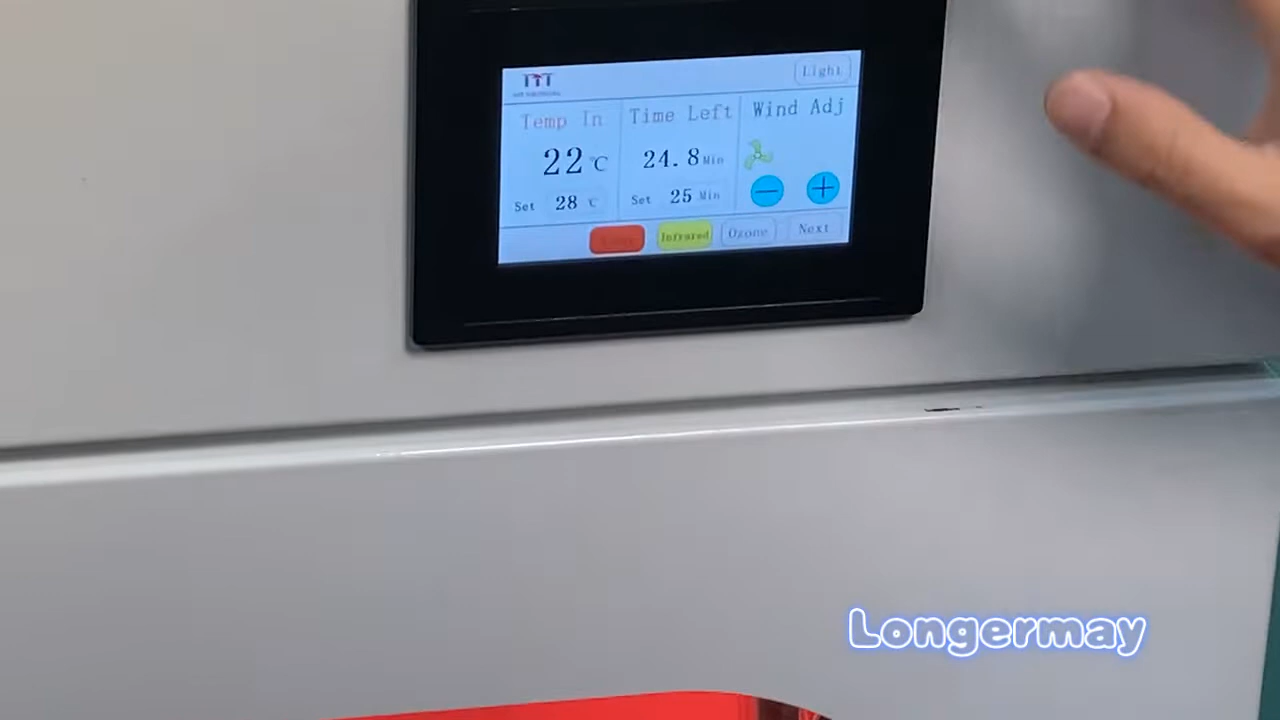 Light
Temp In
Time Left
Wind Adj
22 ℃
24.8 Min
Set 28 ℃
Set 25 Min
Infrared
Ozone
Next
Longermay